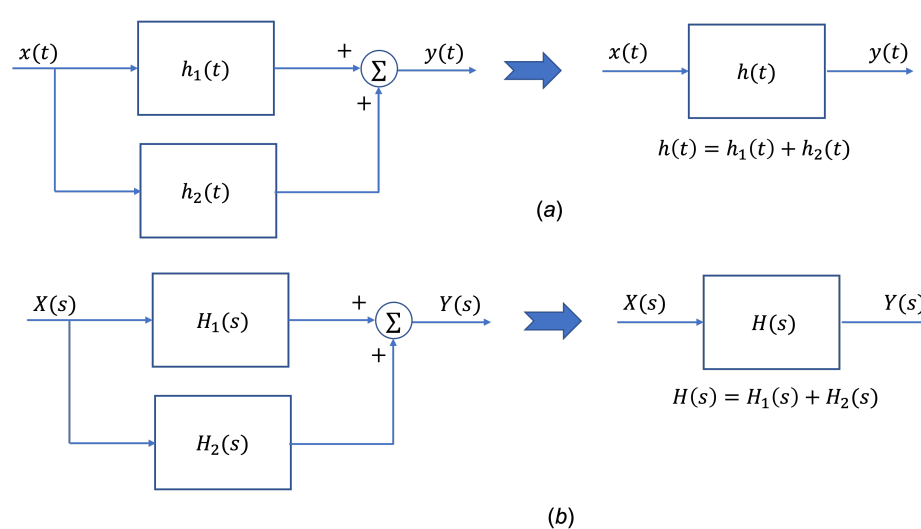 x(t) h₁(t) + Σ y(t) x(t) h(t) y(t)
+
h(t) = h₁(t) + h₂(t)
h₂(t)
(a)
X(s) H₁(s) + Σ Y(s) X(s) H(s) Y(s)
+
H(s) = H₁(s) + H₂(s)
H₂(s)
(b)